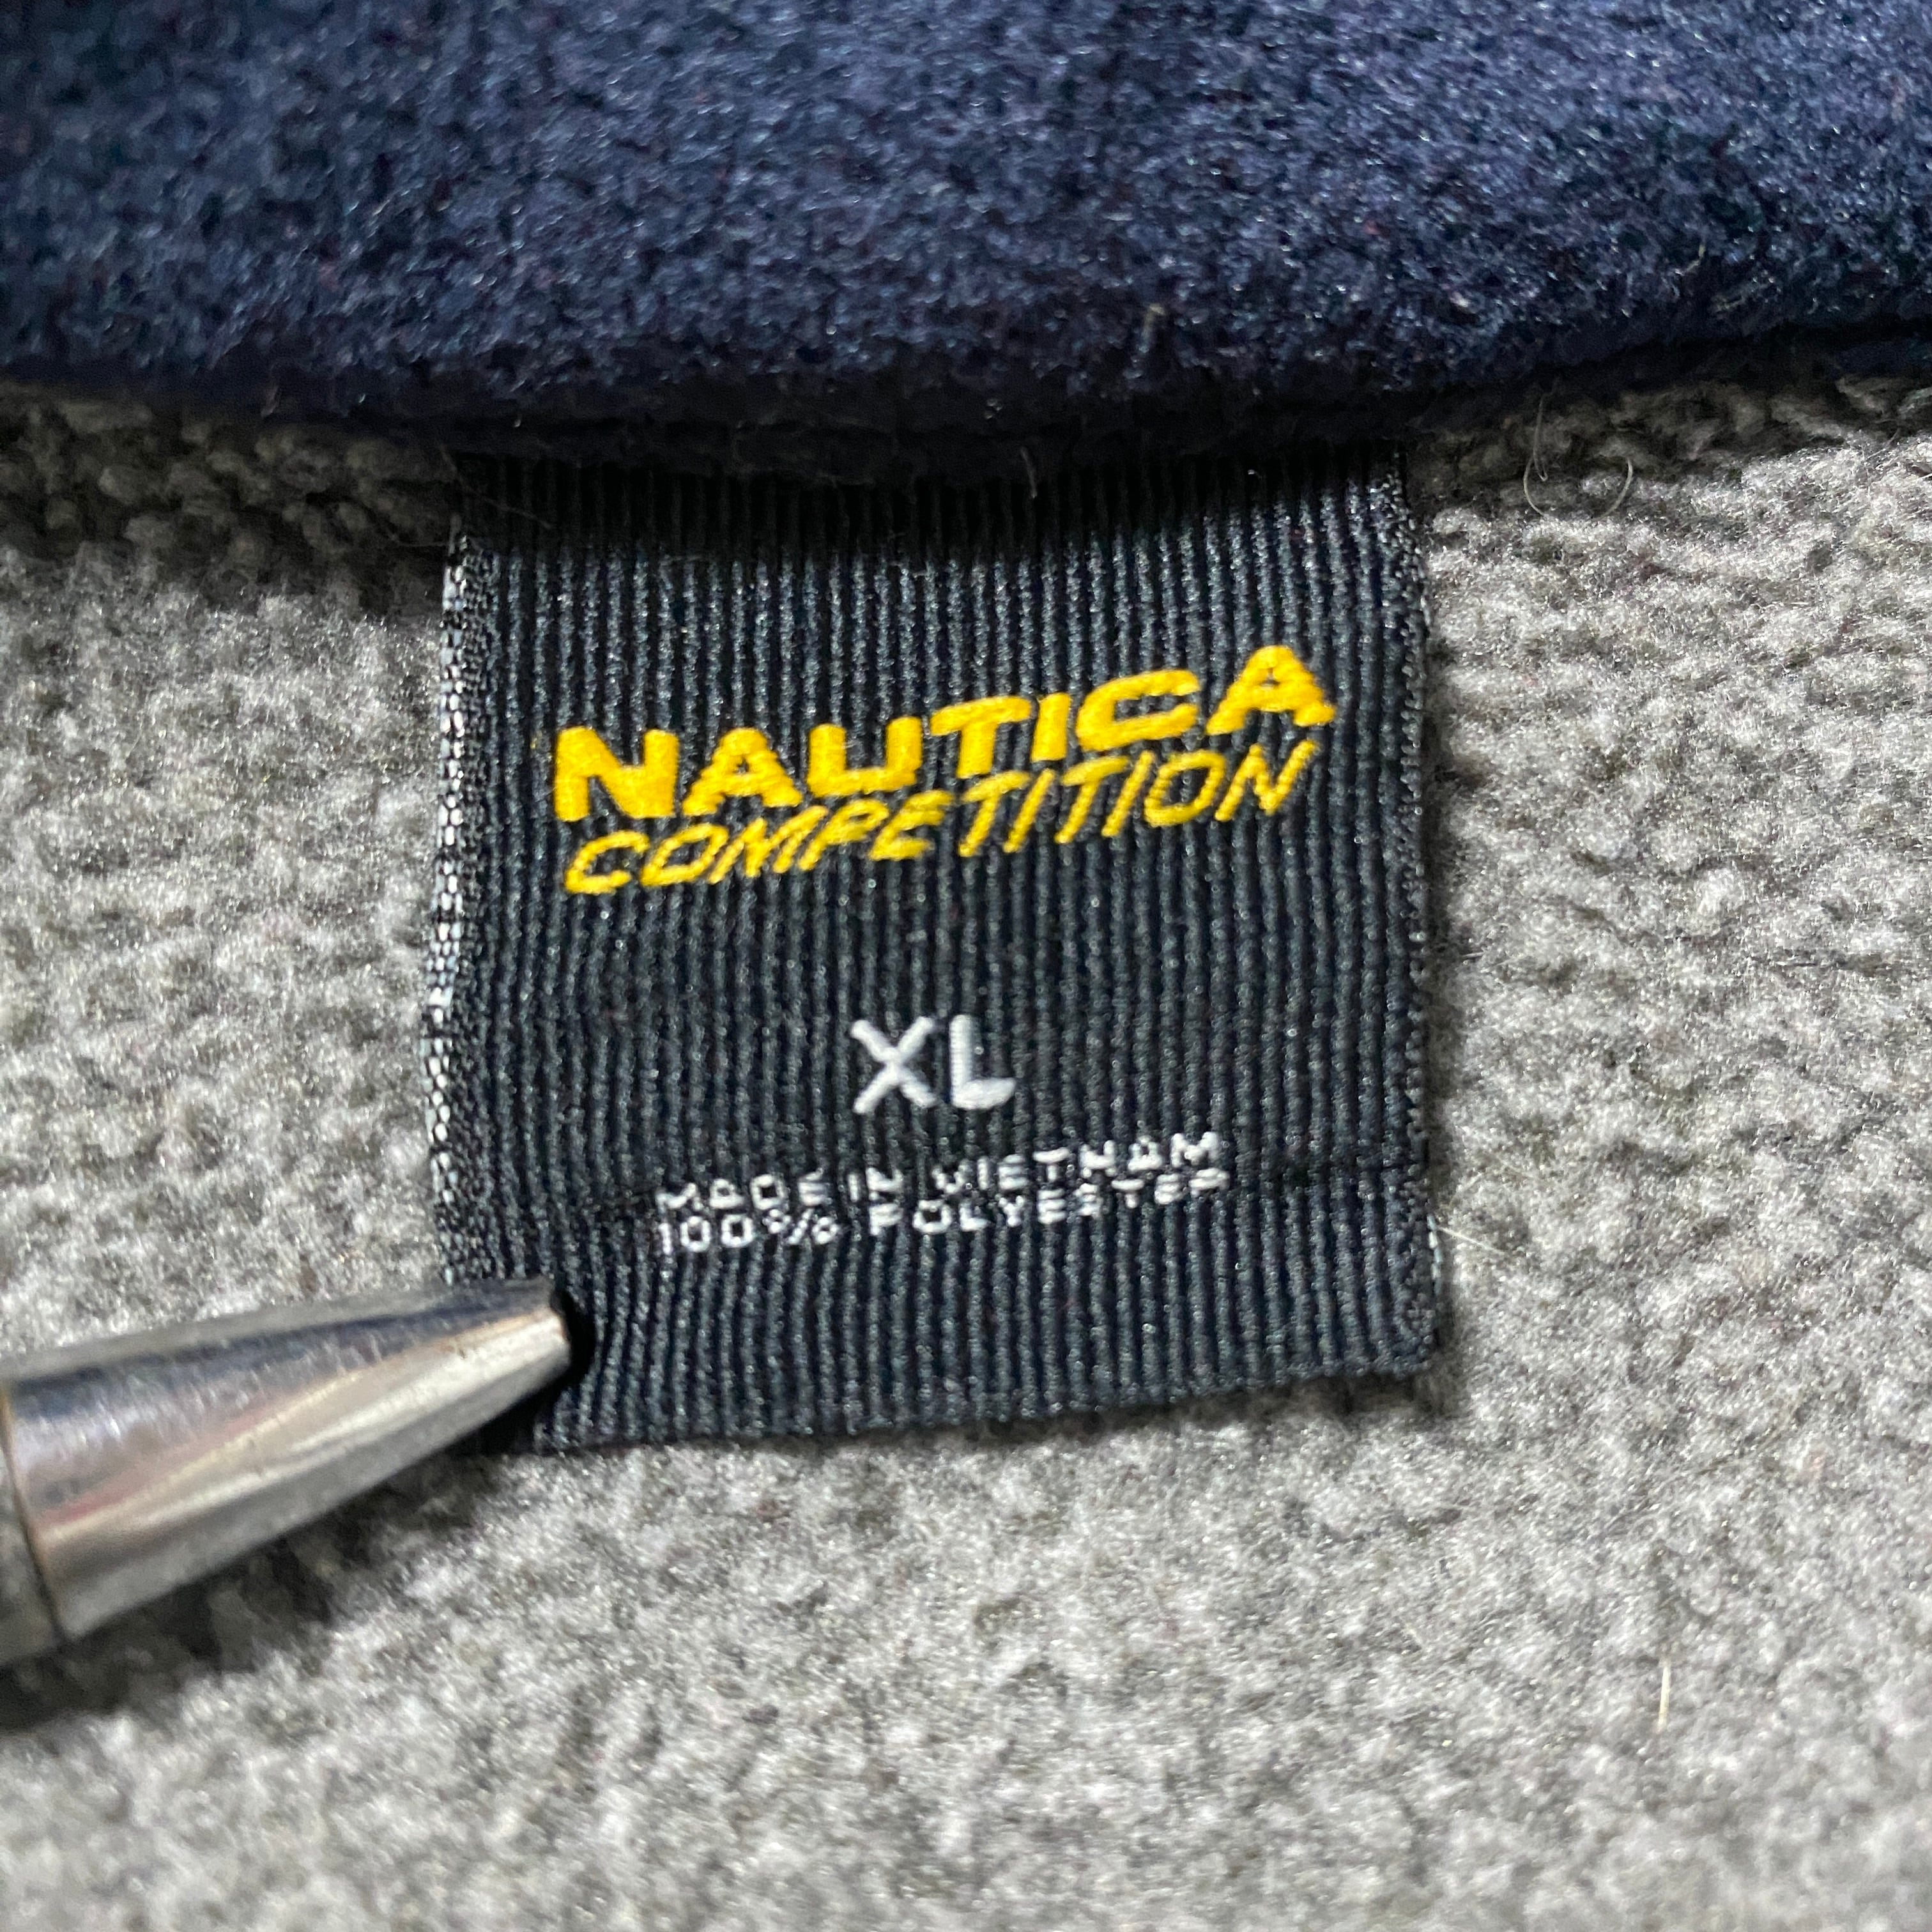 NAUTICA
COMPETITION
XL
MADE IN VIETNAM
100% POLYESTER